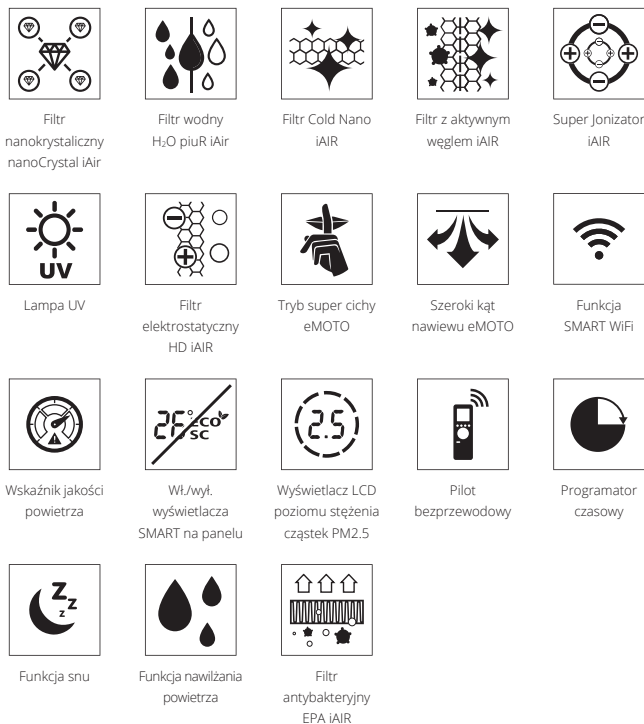 Filtr
nanokrystaliczny
nanoCrystal iAir
Filtr wodny
H₂O piuR iAir
Filtr Cold Nano
iAIR
Filtr z aktywnym
węglem iAIR
Super Jonizator
iAIR
UV
Lampa UV
Filtr
elektrostatyczny
HD iAIR
Tryb super cichy
eMOTO
Szeroki kąt
nawiewu eMOTO
Funkcja
SMART WiFi
Wskaźnik jakości
powietrza
26° ECO
SC
Wł./wył.
wyświetlacza
SMART na panelu
2.5
Wyświetlacz LCD
poziomu stężenia
cząstek PM2.5
Pilot
bezprzewodowy
Programator
czasowy
Z Z
Z
Funkcja snu
Funkcja nawilżania
powietrza
Filtr
antybakteryjny
EPA iAIR